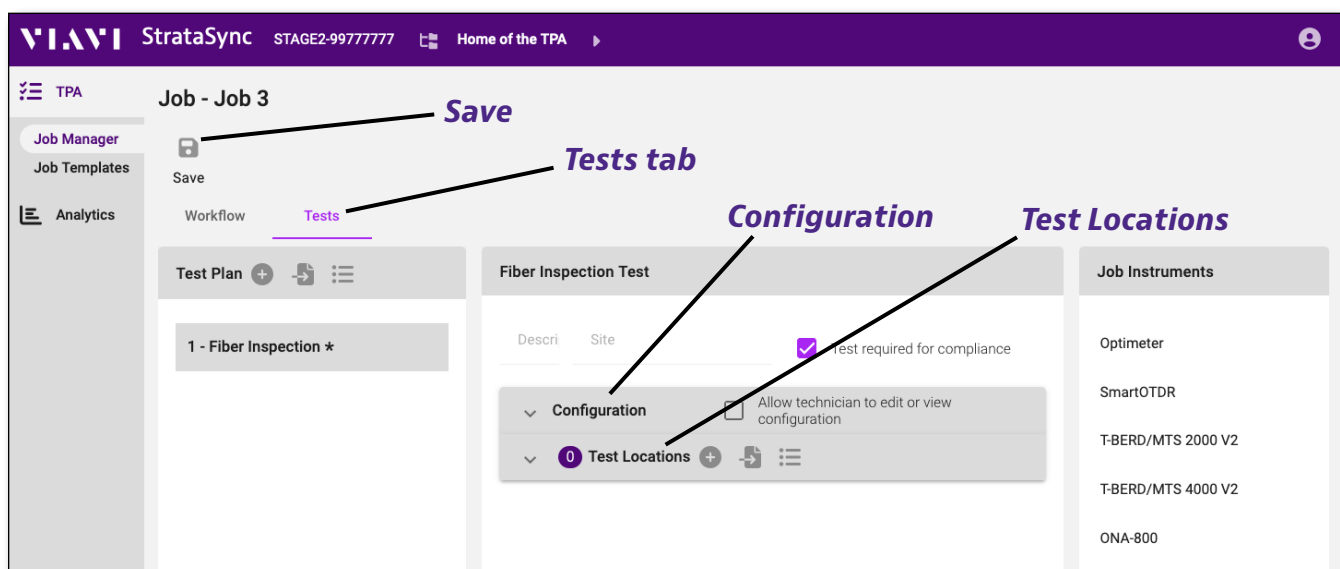 VIAVI StrataSync STAGE2-99777777 Home of the TPA
TPA
Job Manager
Job Templates
Analytics
Job - Job 3
Save
Save
Tests tab
Workflow Tests
Configuration
Test Locations
Test Plan
1 - Fiber Inspection *
Fiber Inspection Test
Descri Site Test required for compliance
Configuration
Allow technician to edit or view
configuration
0 Test Locations
Job Instruments
Optimeter
SmartOTDR
T-BERD/MTS 2000 V2
T-BERD/MTS 4000 V2
ONA-800